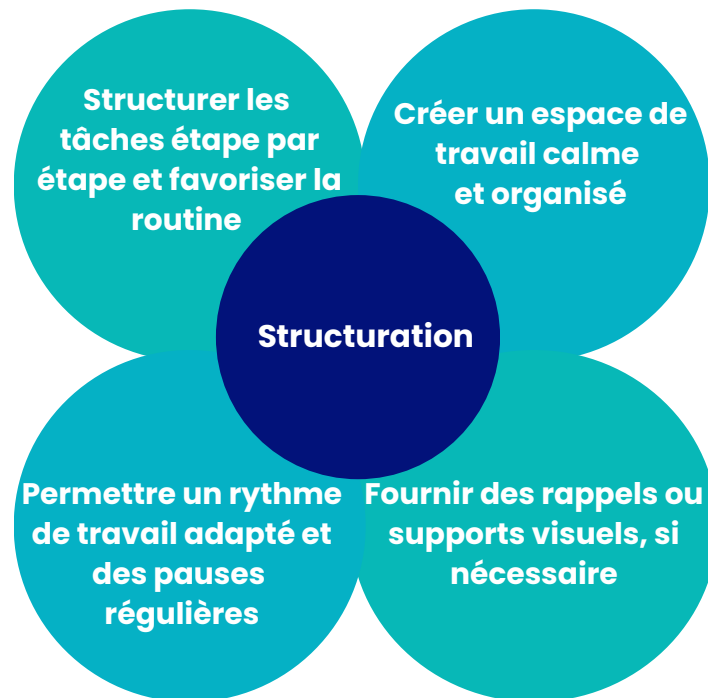 Structurer les
tâches étape par
étape et favoriser la
routine
Créer un espace de
travail calme
et organisé
Structuration
Permettre un rythme
de travail adapté et
des pauses
régulières
Fournir des rappels ou
supports visuels, si
nécessaire